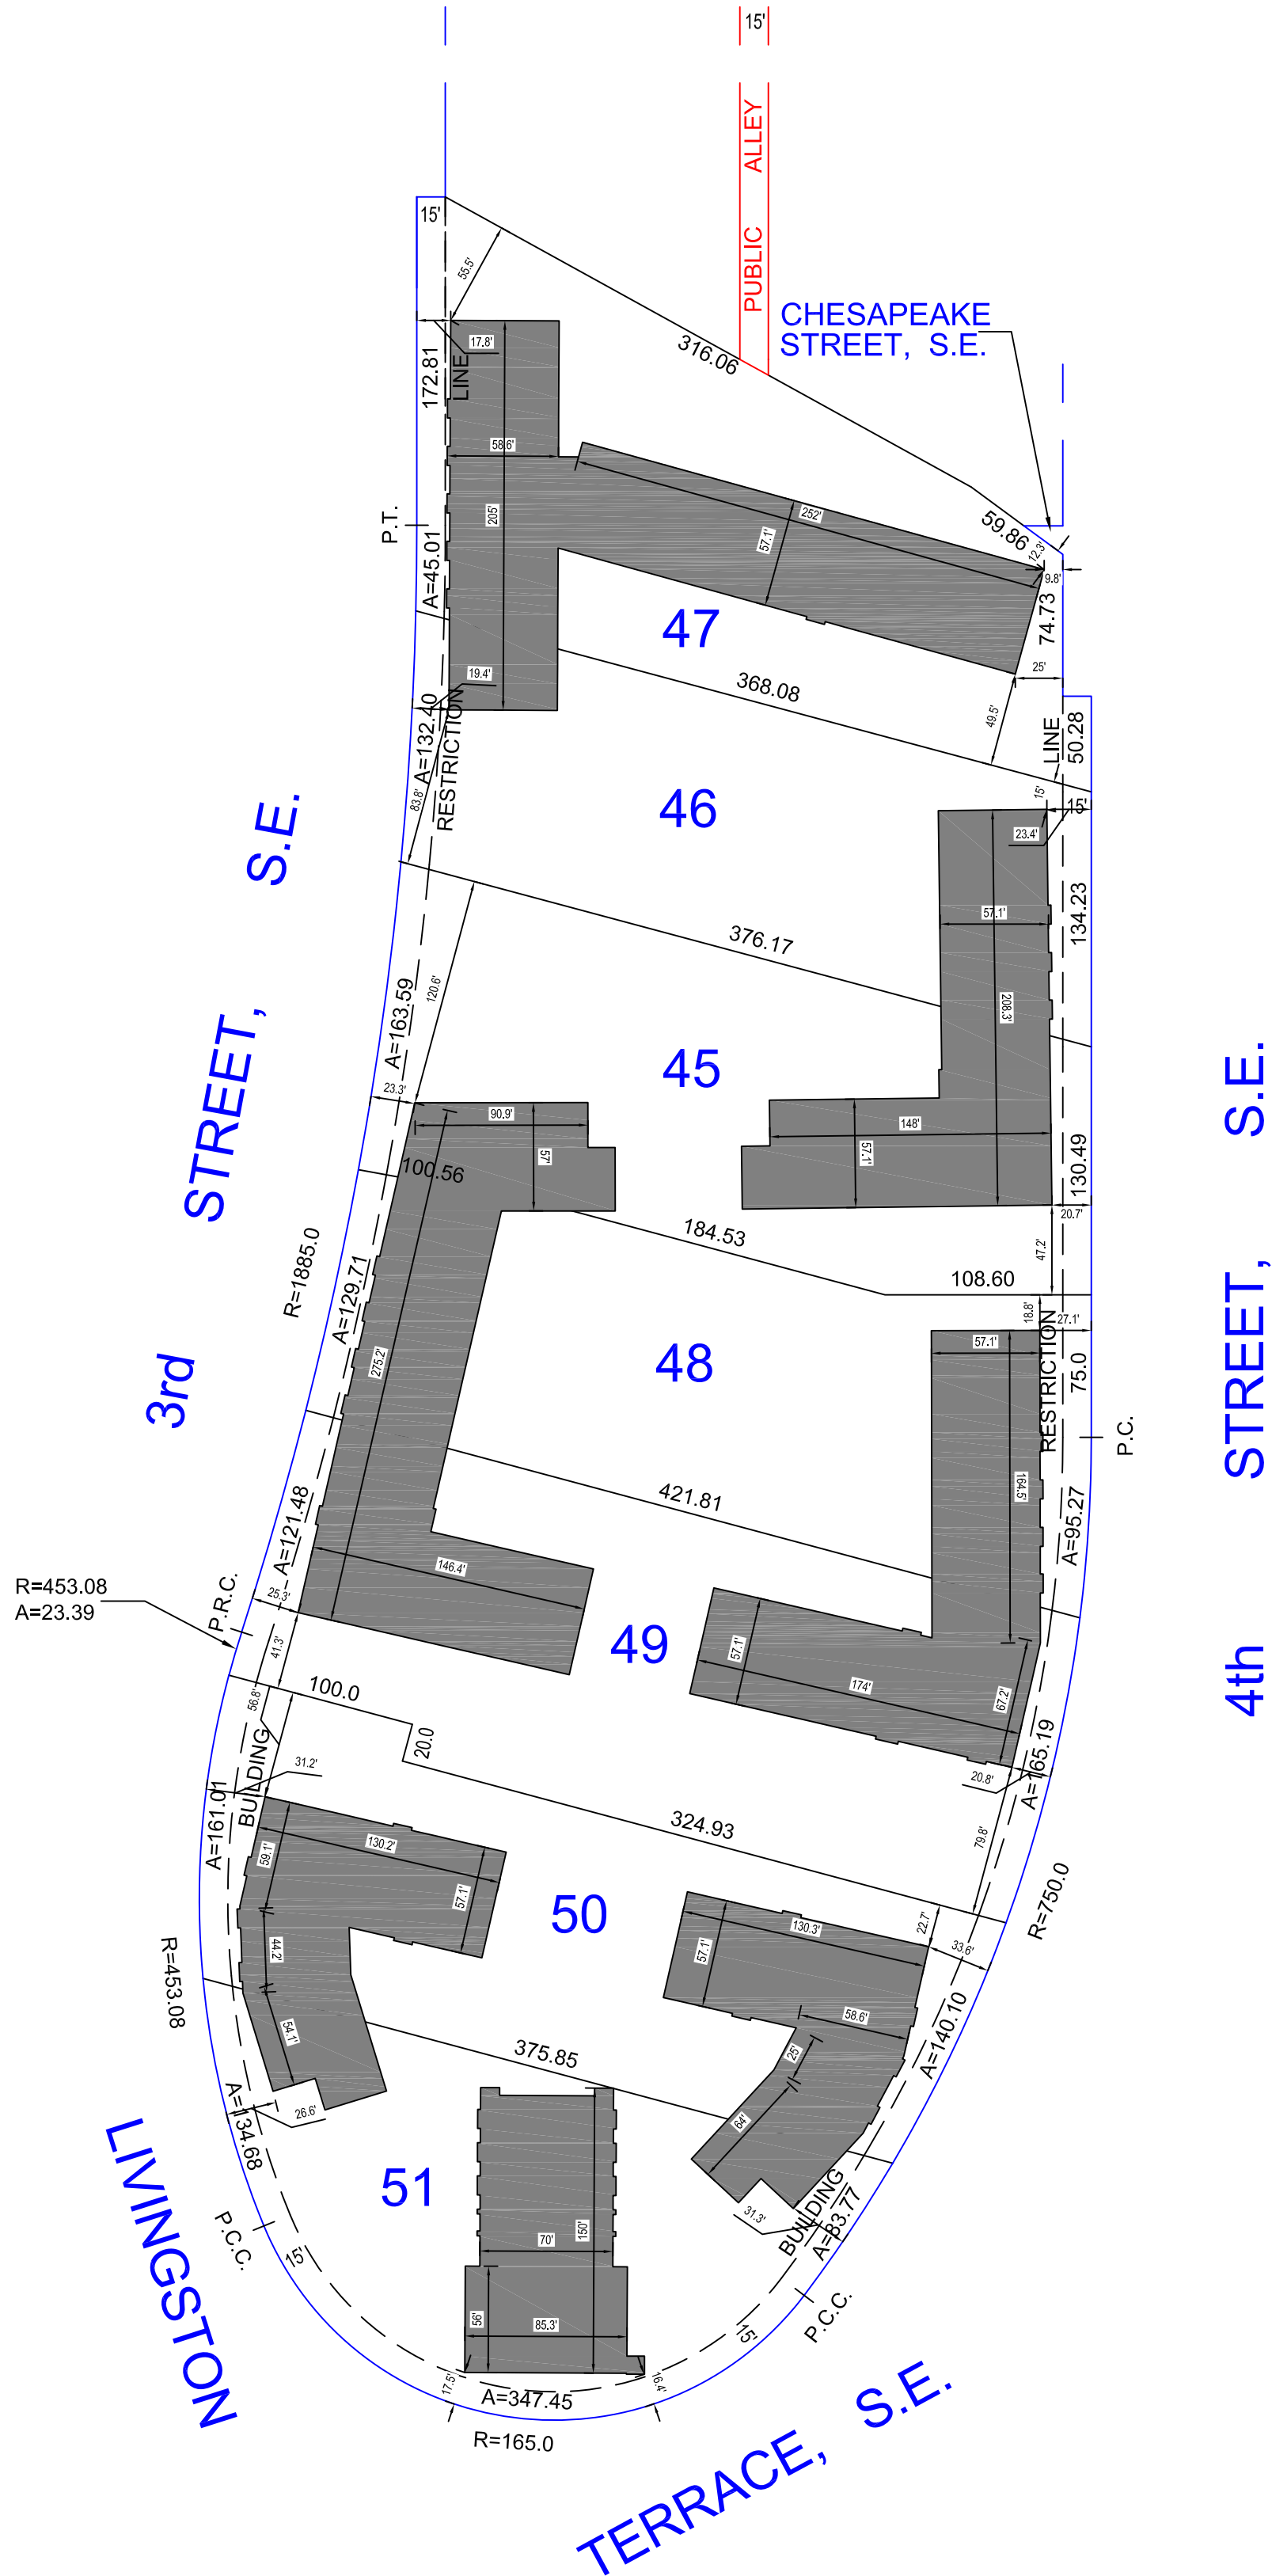 15'
PUBLIC ALLEY
15'
55.5'
CHESAPEAKE
STREET, S.E.
316.06
17.8'
172.81
LINE
58.6'
205'
252'
57.1'
59.86
12.3'
9.8'
P.T.
A=45.01
74.73
47
19.4'
25'
368.08
49.5'
A=132.40
RESTRICTION
LINE
50.28
83.8'
46
15'
15'
23.4'
S.E.
57.1'
134.23
376.17
120.6'
A=163.59
208.3'
STREET,
45
23.3'
90.9'
57'
148'
57.1'
S.E.
100.56
130.49
20.7'
184.53
47.2'
R=1885.0
A=129.71
108.60
18.8'
27.1'
STREET,
275.2'
48
57.1'
RESTRICTION
75.0
3rd
P.C.
421.81
164.5'
A=121.48
A=95.27
R=453.08
A=23.39
P.R.C.
25.3'
146.4'
41.3'
49
57.1'
174'
67.2'
4th
100.0
56.8'
20.0
BUILDING
31.2'
20.8'
A=165.19
324.93
79.8'
A=161.01
59.1'
130.2'
57.1'
50
R=750.0
130.3'
22.7'
33.6'
57.1'
R=453.08
44.2'
54.1'
58.6'
25'
A=140.10
375.85
26.6'
A=134.68
64'
LIVINGSTON
51
31.3'
BUILDING
A=83.77
P.C.C.
15'
70'
150'
P.C.C.
56'
85.3'
15'
17.5'
16.4'
A=347.45
R=165.0
TERRACE, S.E.